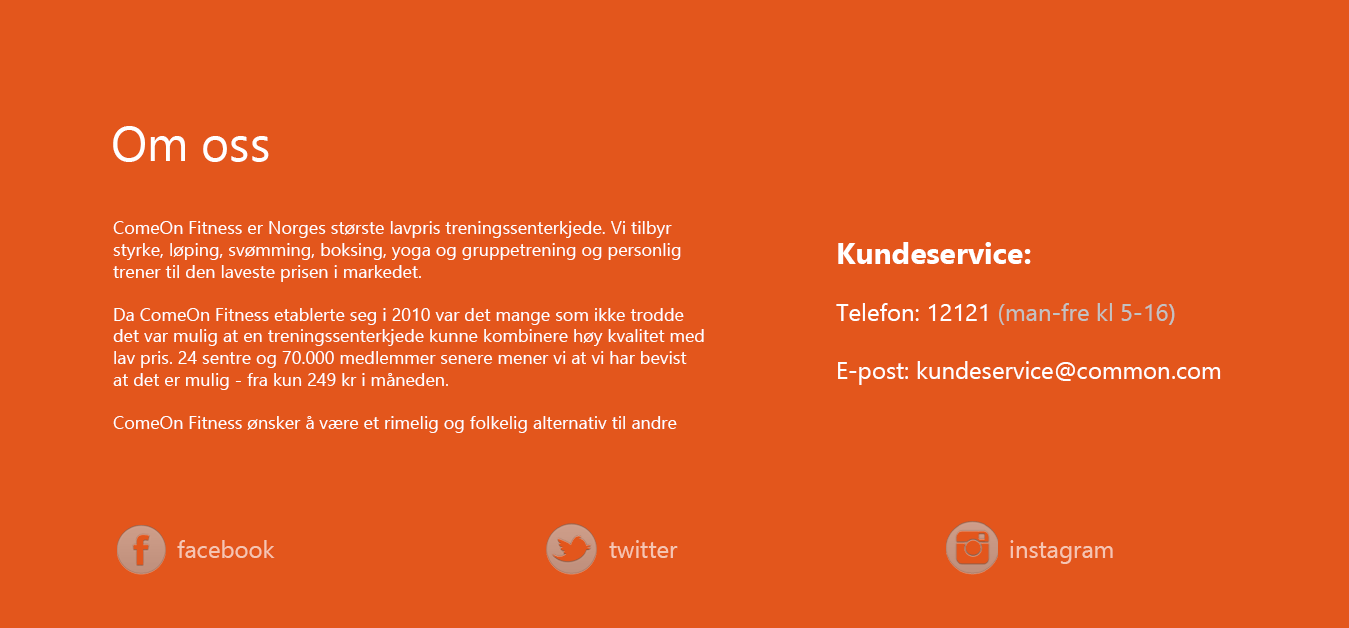 Om oss
ComeOn Fitness er Norges største lavpris treningssenterkjede. Vi tilbyr
styrke, løping, svømming, boksing, yoga og gruppetrening og personlig
trener til den laveste prisen i markedet.
Da ComeOn Fitness etablerte seg i 2010 var det mange som ikke trodde
det var mulig at en treningssenterkjede kunne kombinere høy kvalitet med
lav pris. 24 sentre og 70.000 medlemmer senere mener vi at vi har bevist
at det er mulig - fra kun 249 kr i måneden.
ComeOn Fitness ønsker å være et rimelig og folkelig alternativ til andre
Kundeservice:
Telefon: 12121 (man-fre kl 5-16)
E-post: kundeservice@common.com
facebook
twitter
instagram